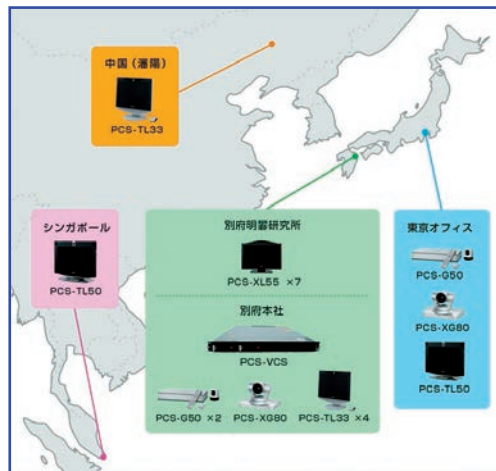 中国（瀋陽）
PCS-TL33
シンガポール
PCS-TL50
別府明礬研究所
PCS-XL55 ×7
別府本社
PCS-VCS
PCS-G50 ×2
PCS-XG80
PCS-TL33 ×4
東京オフィス
PCS-G50
PCS-XG80
PCS-TL50